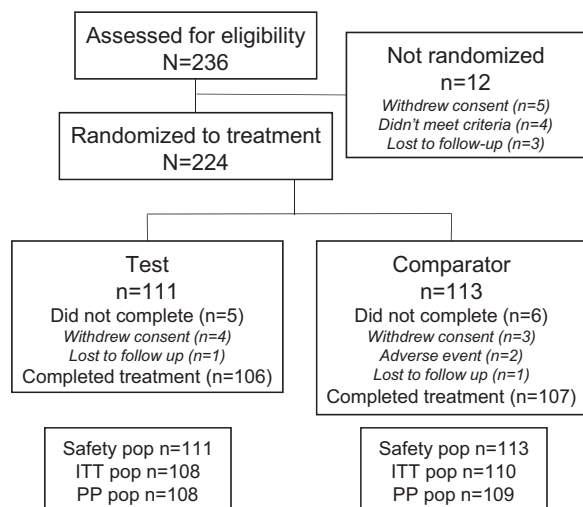 Assessed for eligibility
N=236
Not randomized
n=12
Withdrew consent (n=5)
Didn't meet criteria (n=4)
Lost to follow-up (n=3)
Randomized to treatment
N=224
Test
n=111
Did not complete (n=5)
Withdrew consent (n=4)
Lost to follow up (n=1)
Completed treatment (n=106)
Comparator
n=113
Did not complete (n=6)
Withdrew consent (n=3)
Adverse event (n=2)
Lost to follow up (n=1)
Completed treatment (n=107)
Safety pop n=111
ITT pop n=108
PP pop n=108
Safety pop n=113
ITT pop n=110
PP pop n=109